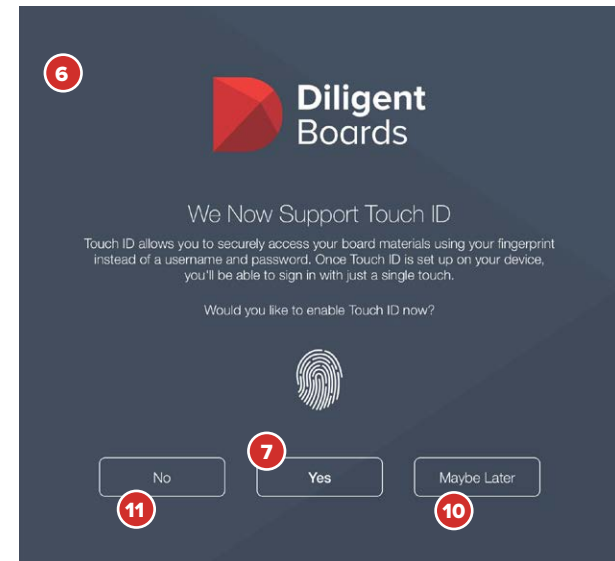 6
Diligent
Boards
We Now Support Touch ID
Touch ID allows you to securely access your board materials using your fingerprint
instead of a username and password. Once Touch ID is set up on your device,
you'll be able to sign in with just a single touch.
Would you like to enable Touch ID now?
7
No
Yes
Maybe Later
11
10